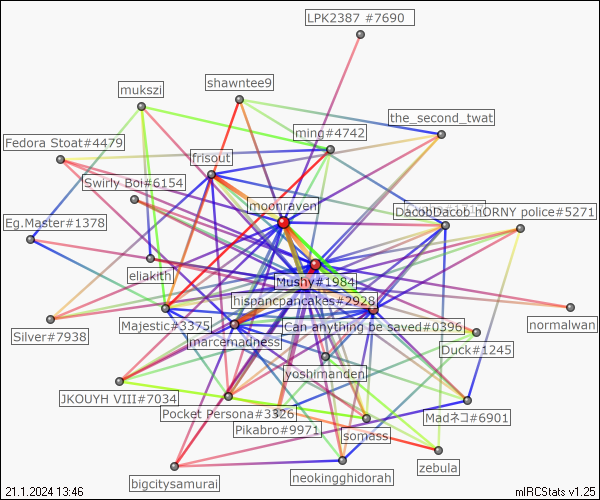 LPK2387 #7690
shawntee9
mukszi
the_second_twat
ming#4742
Fedora Stoat#4479
frisout
Swirly Boi#6154
moonraven
DacobDacob
hORNY police#5271
Eg.Master#1378
eliakith
Mushy#1984
hispancpancakes#2928
normalwan
Silver#7938
Majestic#3375
Can anything be saved#0396
marcemadness
Duck#1245
yoshimanden
JKOUYH VIII#7034
Pocket Persona#3326
Madネコ#6901
Pikabro#9971
somass
zebula
bigcitysamurai
neokingghidorah
21.1.2024 13:46
mIRCStats v1.25